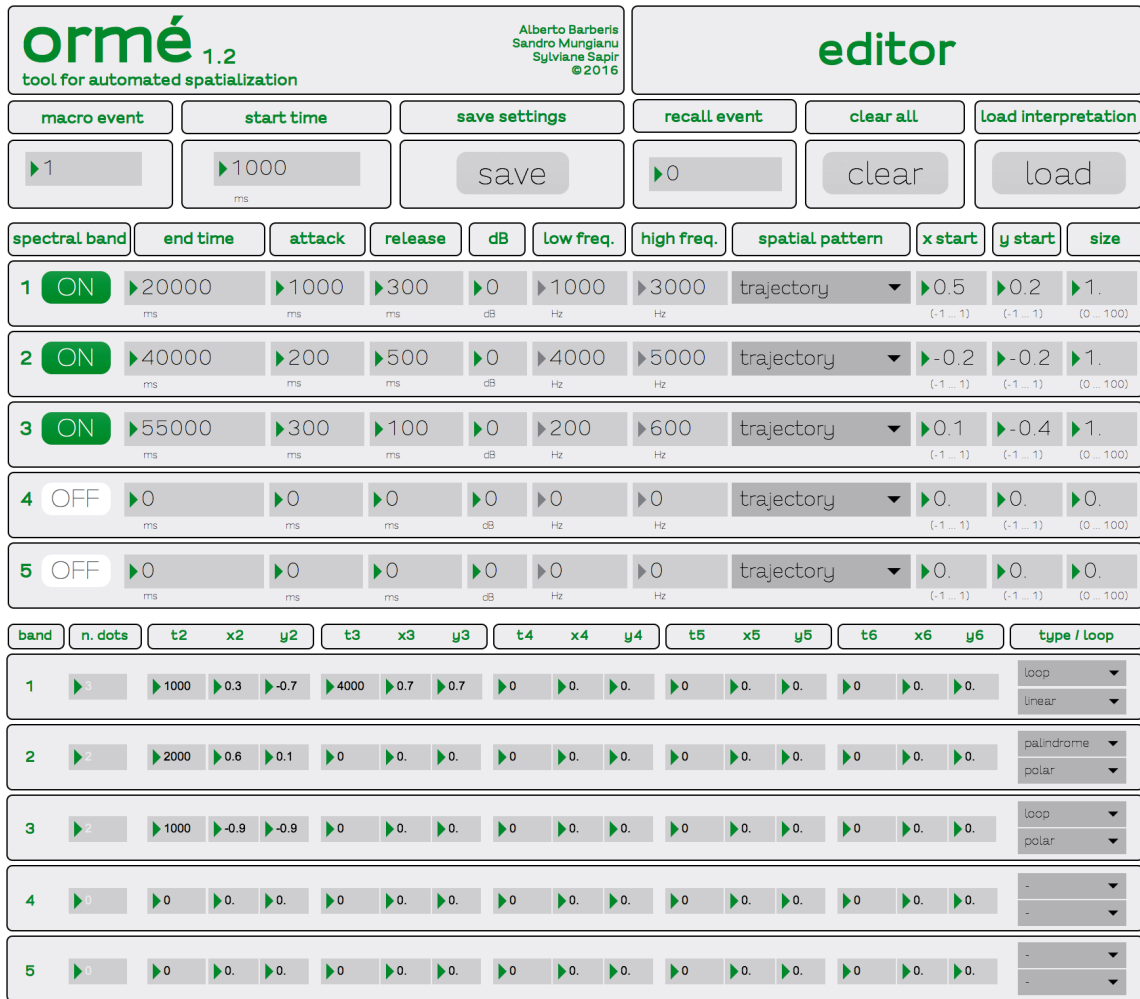 ormé 1.2
tool for automated spatialization
Alberto Barberis
Sandro Mungianu
Sylviane Sapir
©2016
editor
macro event start time save settings recall event clear all load interpretation
1 1000 save 0 clear load
ms
spectral band end time attack release dB low freq. high freq. spatial pattern x start y start size
1 ON 20000 1000 300 0 1000 3000 trajectory 0.5 0.2 1.
ms ms ms dB Hz Hz (-1 ... 1) (-1 ... 1) (0 ... 100)
2 ON 40000 200 500 0 4000 5000 trajectory -0.2 -0.2 1.
ms ms ms dB Hz Hz (-1 ... 1) (-1 ... 1) (0 ... 100)
3 ON 55000 300 100 0 200 600 trajectory 0.1 -0.4 1.
ms ms ms dB Hz Hz (-1 ... 1) (-1 ... 1) (0 ... 100)
4 OFF 0 0 0 0 0 0 trajectory 0. 0. 0.
ms ms ms dB Hz Hz (-1 ... 1) (-1 ... 1) (0 ... 100)
5 OFF 0 0 0 0 0 0 trajectory 0. 0. 0.
ms ms ms dB Hz Hz (-1 ... 1) (-1 ... 1) (0 ... 100)
band n. dots t2 x2 y2 t3 x3 y3 t4 x4 y4 t5 x5 y5 t6 x6 y6 type / loop
loop
1 3 1000 0.3 -0.7 4000 0.7 0.7 0 0. 0. 0 0. 0. 0 0. 0.
linear
palindrome
2 2 2000 0.6 0.1 0 0. 0. 0 0. 0. 0 0. 0. 0 0. 0.
polar
loop
3 2 1000 -0.9 -0.9 0 0. 0. 0 0. 0. 0 0. 0. 0 0. 0.
polar
-
4 0 0 0. 0. 0 0. 0. 0 0. 0. 0 0. 0. 0 0. 0.
-
-
5 0 0 0. 0. 0 0. 0. 0 0. 0. 0 0. 0. 0 0. 0.
-